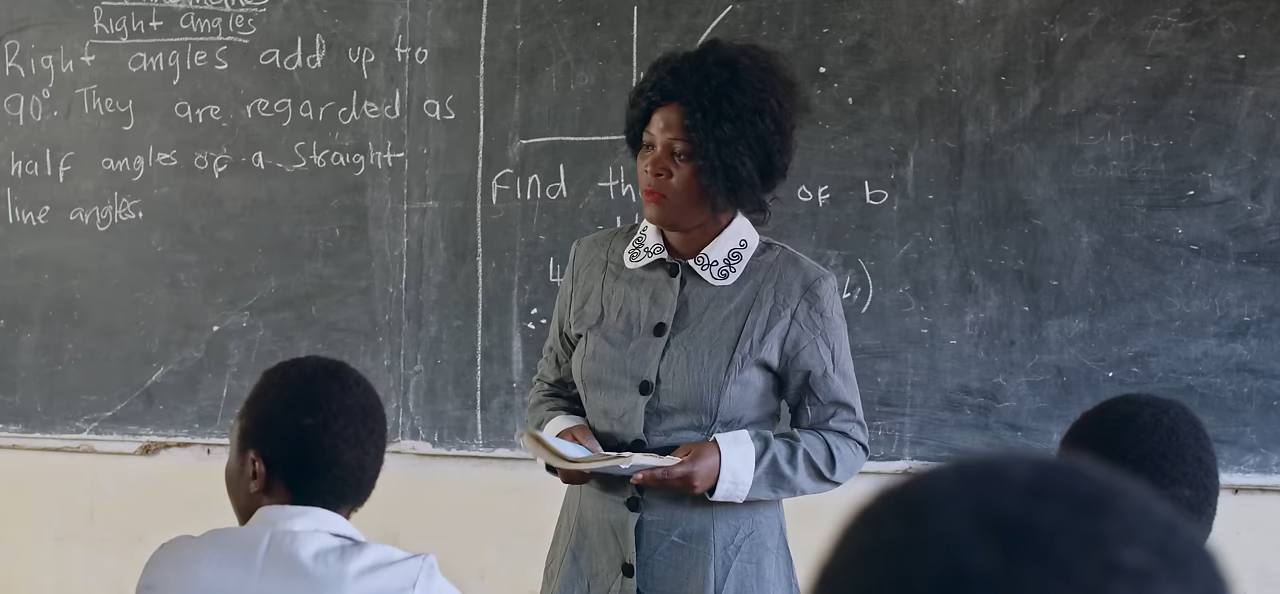 Right angles
Right angles add up to
90°. They are regarded as
half angles of a straight
line angles.
Find
of b